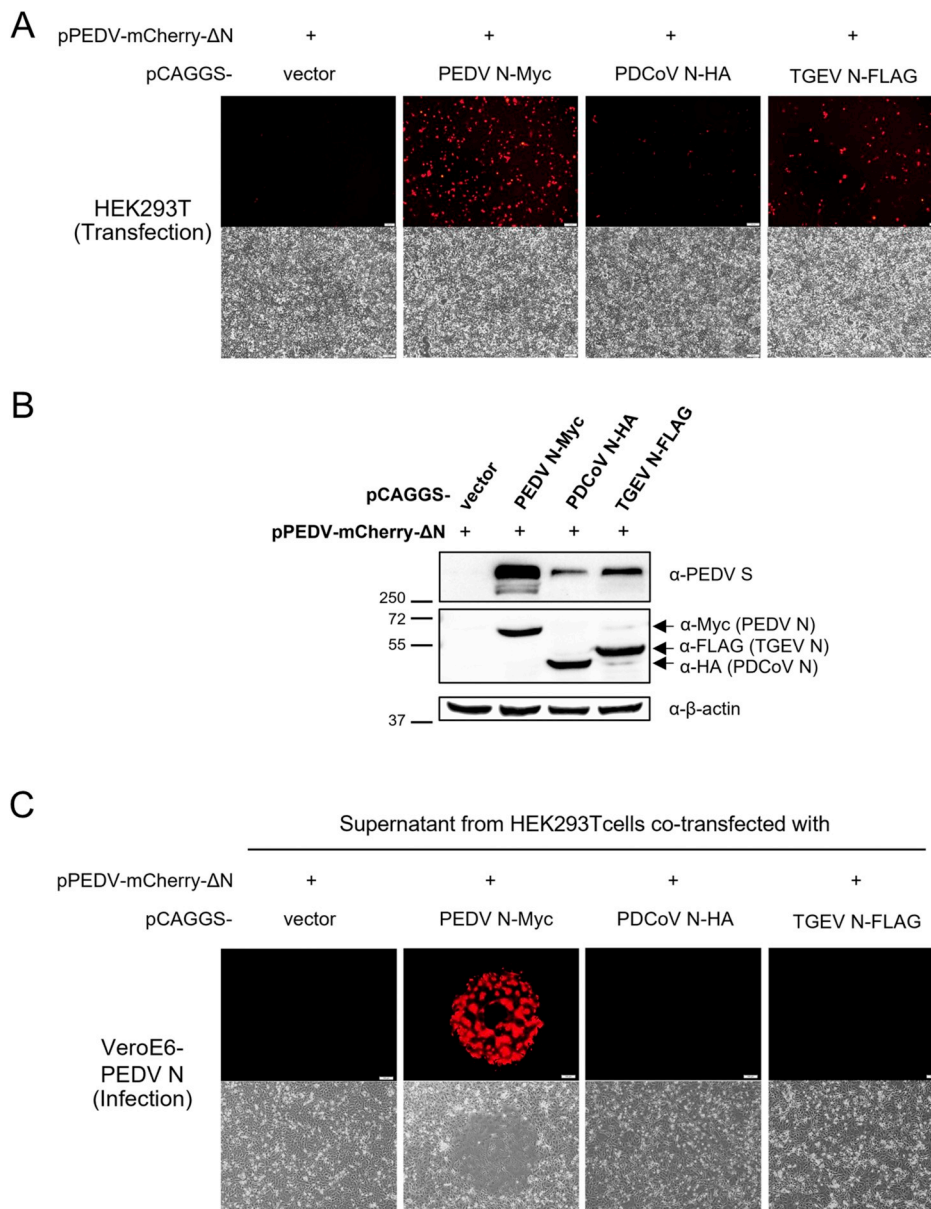 A
pPEDV-mCherry-ΔN + + + +
pCAGGS- vector PEDV N-Myc PDCoV N-HA TGEV N-FLAG
HEK293T
(Transfection)
B
pCAGGS- vector PEDV N-Myc PDCoV N-HA TGEV N-FLAG
pPEDV-mCherry-ΔN + + + +
α-PEDV S
250
72
α-Myc (PEDV N)
55
α-FLAG (TGEV N)
α-HA (PDCoV N)
α-β-actin
37
C
Supernatant from HEK293Tcells co-transfected with
pPEDV-mCherry-ΔN + + + +
pCAGGS- vector PEDV N-Myc PDCoV N-HA TGEV N-FLAG
VeroE6-
PEDV N
(Infection)